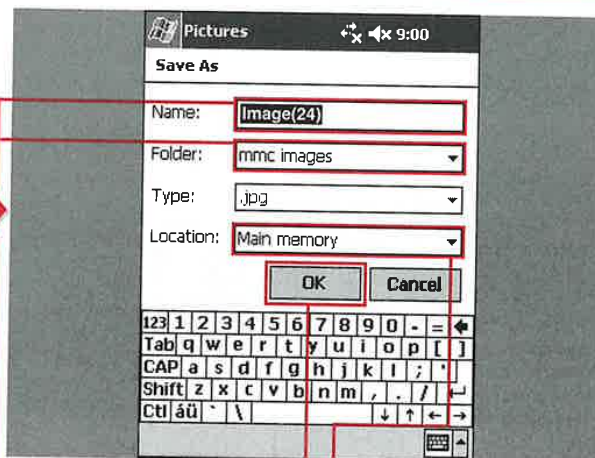 Pictures 9:00
Save As
Name: Image(24)
Folder: mmc images
Type: .jpg
Location: Main memory
OK Cancel
123 1 2 3 4 5 6 7 8 9 0 - =
Tab q w e r t y u i o p [ ]
CAP a s d f g h j k l ; '
Shift z x c v b n m , . /
Ctl áü ` \